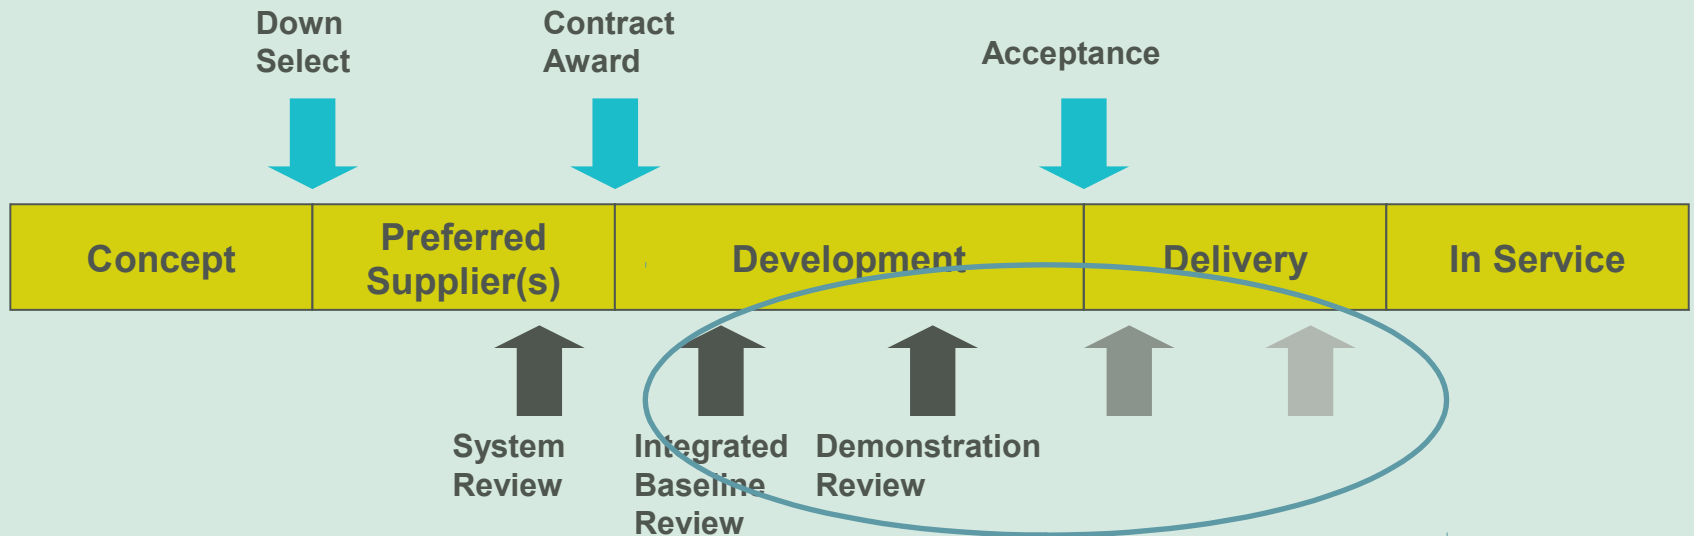 Down
Select
Contract
Award
Acceptance
Concept
Preferred
Supplier(s)
Development
Delivery
In Service
System
Review
Integrated
Baseline
Review
Demonstration
Review